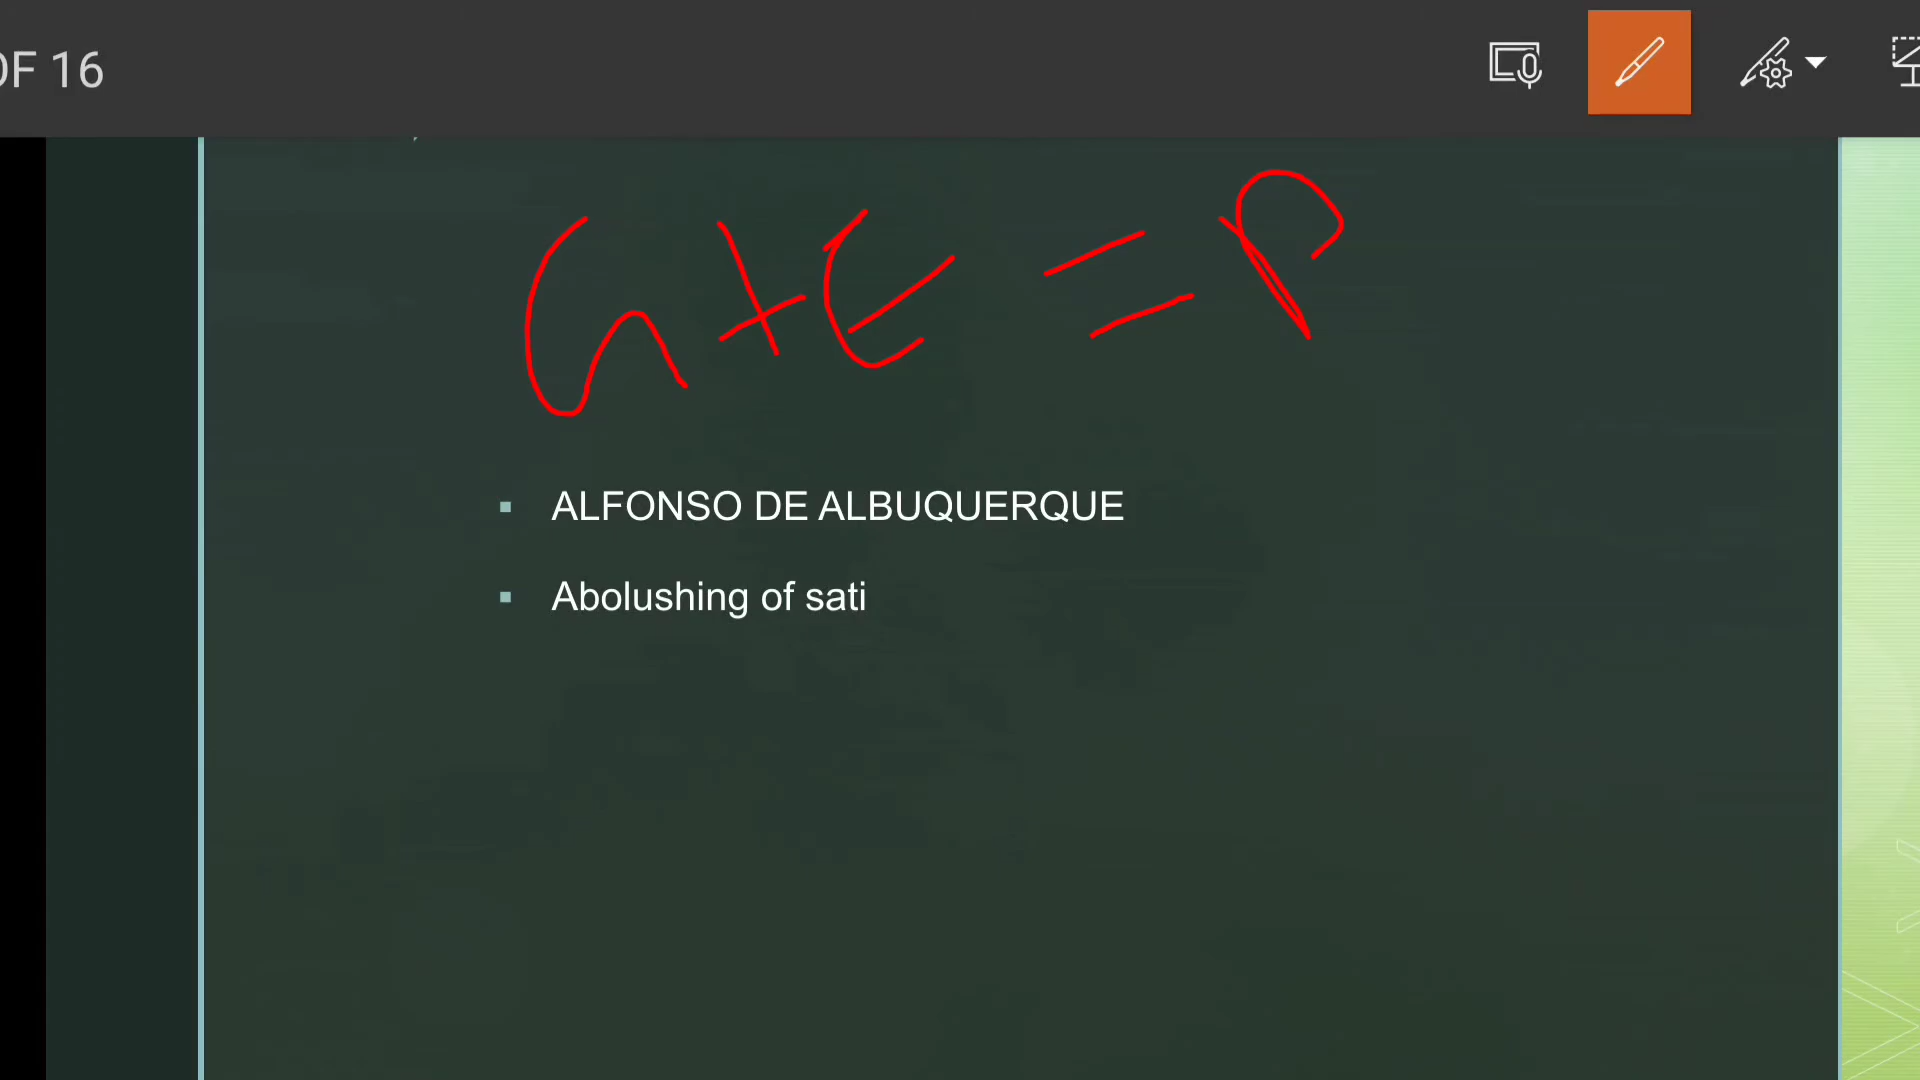 OF 16
G+E = P
ALFONSO DE ALBUQUERQUE
Abolushing of sati